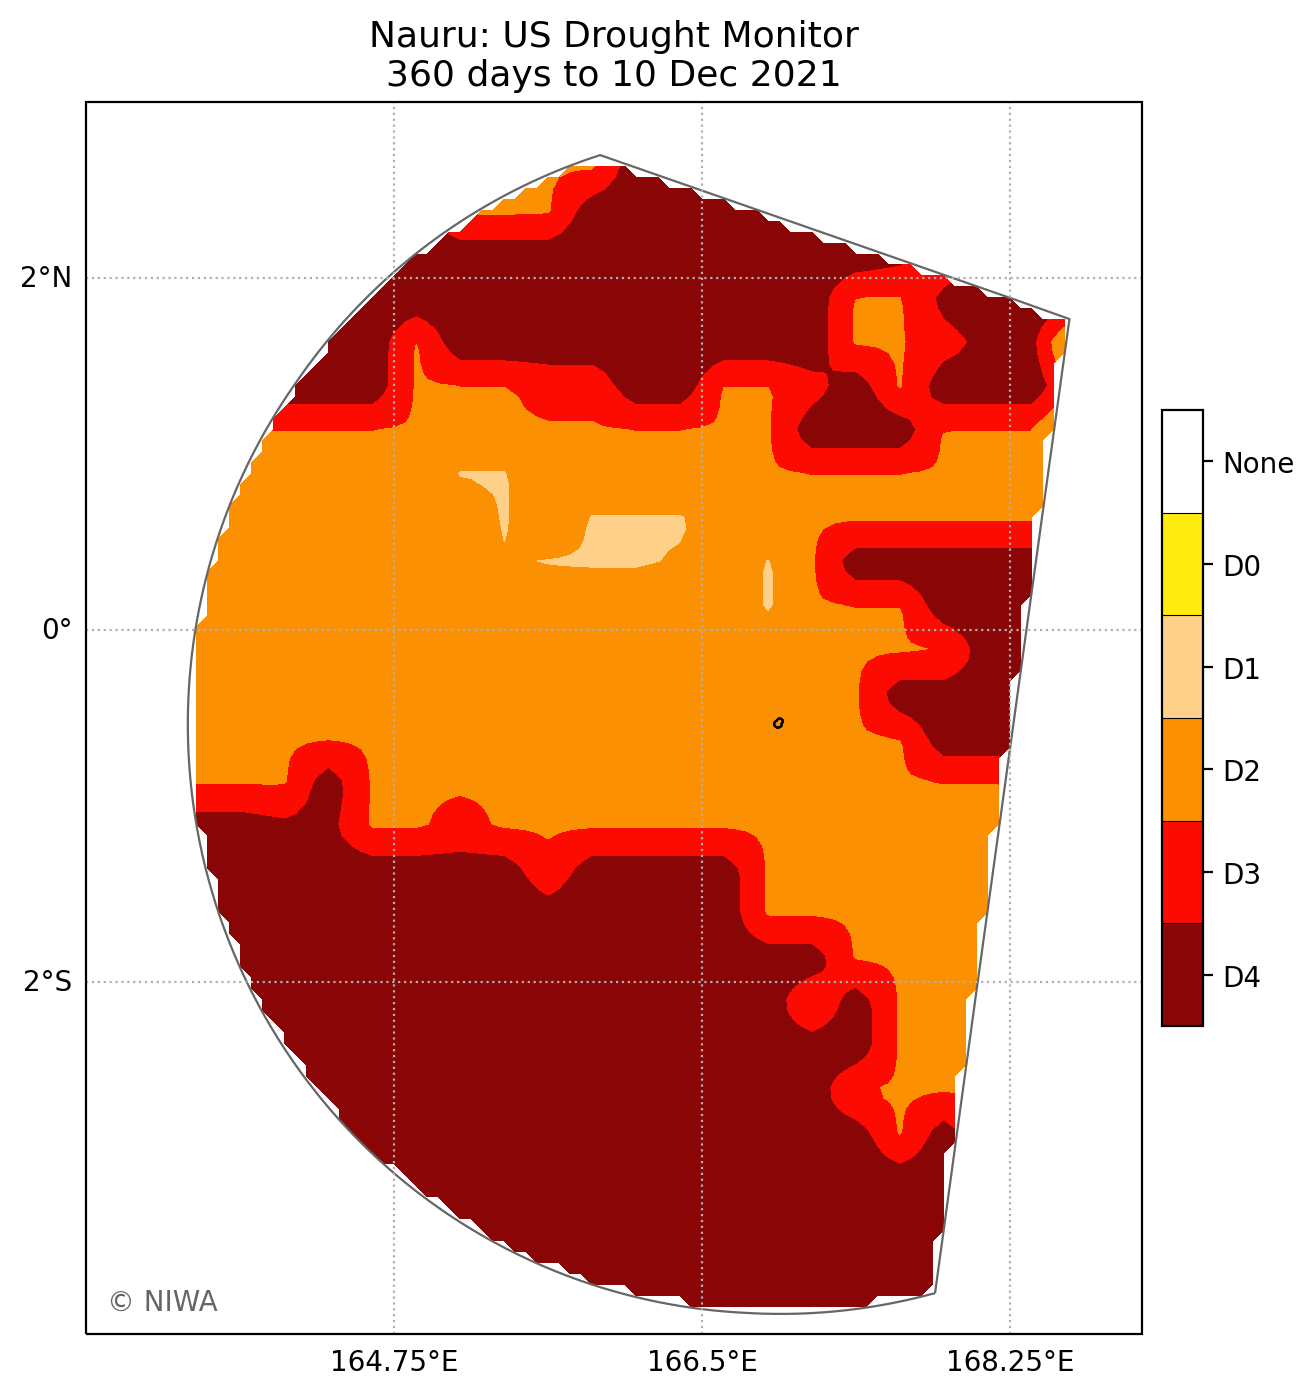 Nauru: US Drought Monitor
360 days to 10 Dec 2021
2°N
0°
2°S
164.75°E
166.5°E
168.25°E
None
D0
D1
D2
D3
D4
© NIWA